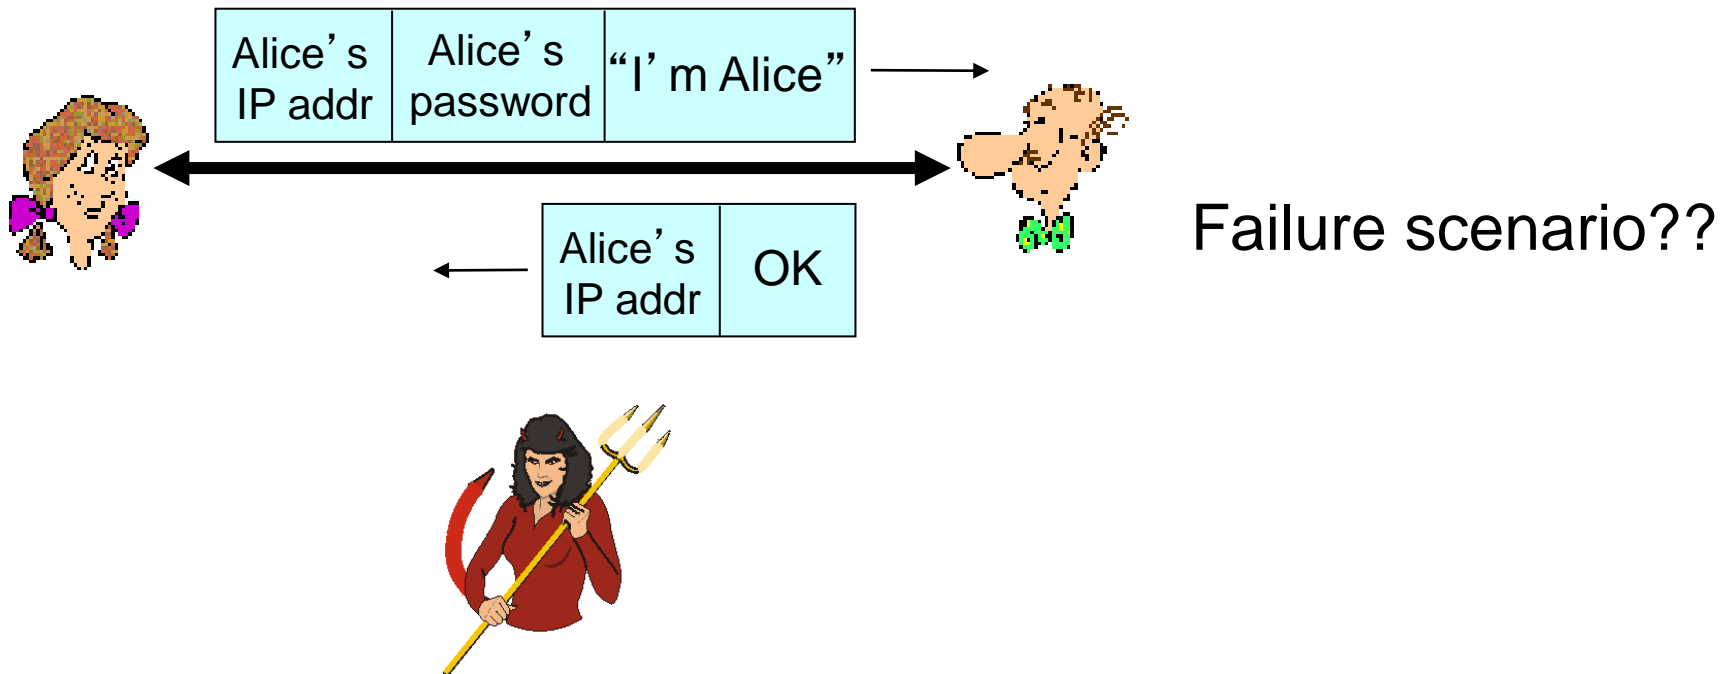 Alice’s
IP addr
Alice’s
password
“I’m Alice”
Alice’s
IP addr
OK
Failure scenario??